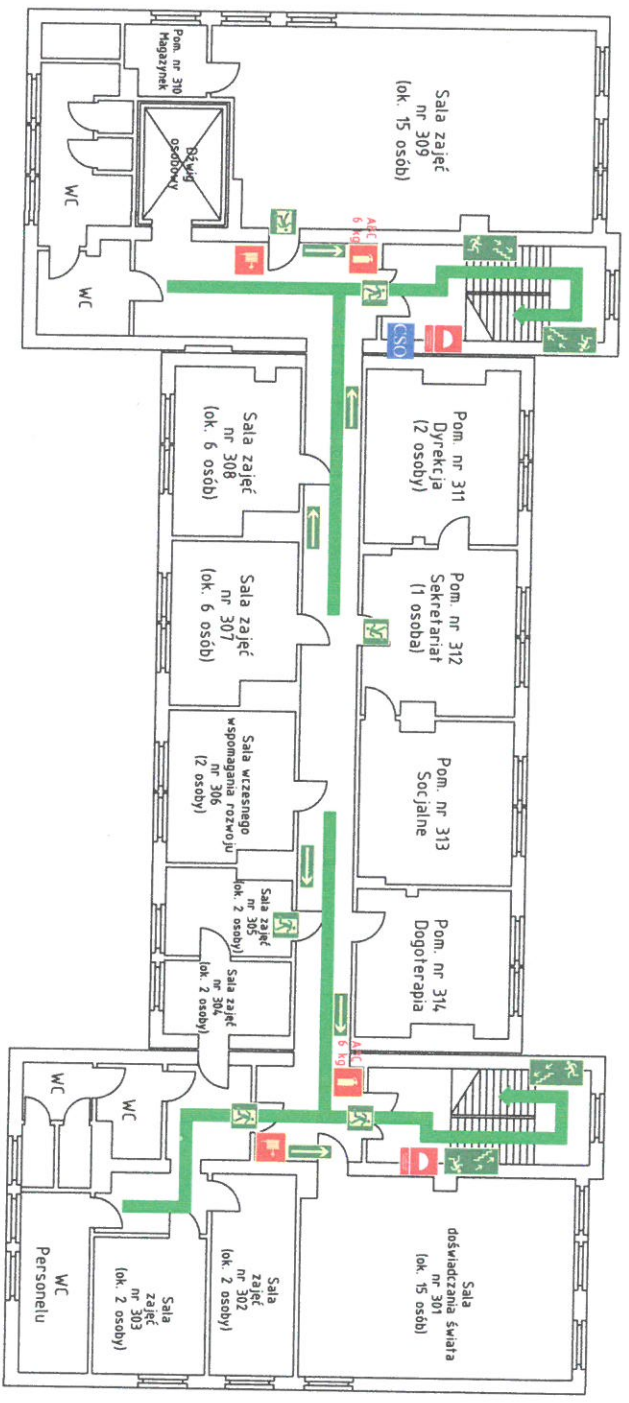 Pom. nr 310
Magazynek
Sala zajęć
nr 309
(ok. 15 osób)
Dźwig
osobowy
WC
WC
ABC
6 kg
CSO
Sala zajęć
nr 308
(ok. 6 osób)
Pom. nr 311
Dyrekcja
(2 osoby)
Sala zajęć
nr 307
(ok. 6 osób)
Pom. nr 312
Sekretariat
(1 osoba)
Sala wczesnego
wspomagania rozwoju
nr 306
(2 osoby)
Pom. nr 313
Socjalne
Sala zajęć
nr 305
(ok. 2 osoby)
Sala zajęć
nr 304
(ok. 2 osoby)
Pom. nr 314
Dogoterapia
ABC
6 kg
WC
WC
WC
Personelu
Sala
zajęć
nr 303
(ok. 2 osoby)
Sala
zajęć
nr 302
(ok. 2 osoby)
Sala
doświadczania świata
nr 301
(ok. 15 osób)